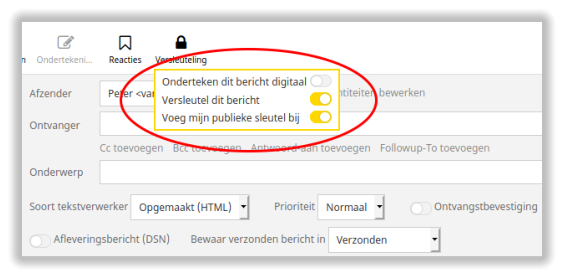 n Ondertekeni... Reacties Versleuteling
Onderteken dit bericht digitaal
Afzender Peter <var ntiteiten bewerken
Versleutel dit bericht
Voeg mijn publieke sleutel bij
Ontvanger
Cc toevoegen Bcc toevoegen Antwoord-aan toevoegen Followup-To toevoegen
Onderwerp
Soort tekstverwerker Opgemaakt (HTML) Prioriteit Normaal Ontvangstbevestiging
Afleveringsbericht (DSN) Bewaar verzonden bericht in Verzonden